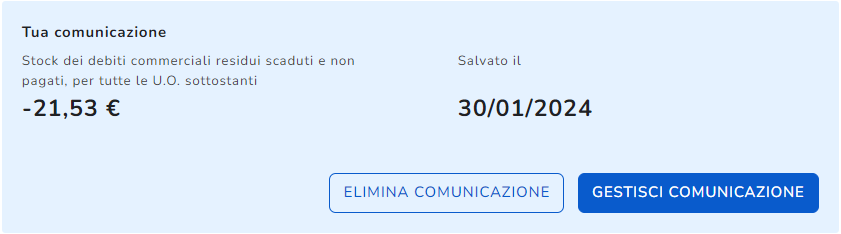 Tua comunicazione
Stock dei debiti commerciali residui scaduti e non
pagati, per tutte le U.O. sottostanti
-21,53 €
Salvato il
30/01/2024
ELIMINA COMUNICAZIONE
GESTISCI COMUNICAZIONE